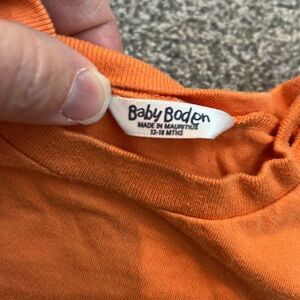 Baby Boden
MADE IN MAURITIUS
12-18 MTHS